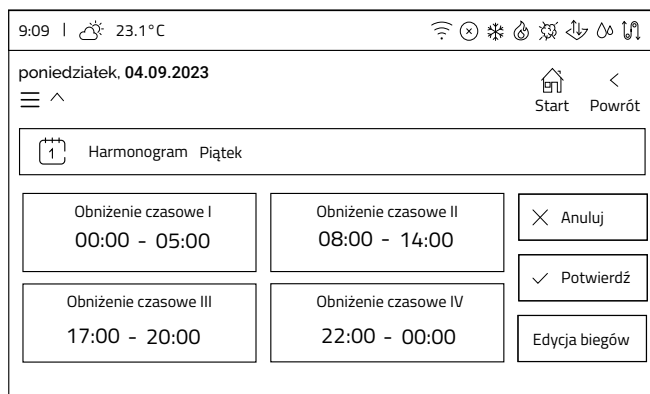 9:09 | 23.1°C
poniedziałek, 04.09.2023
Start Powrót
1 Harmonogram Piątek
Obniżenie czasowe I
00:00 - 05:00
Obniżenie czasowe II
08:00 - 14:00
Anuluj
Potwierdź
Obniżenie czasowe III
17:00 - 20:00
Obniżenie czasowe IV
22:00 - 00:00
Edycja biegów